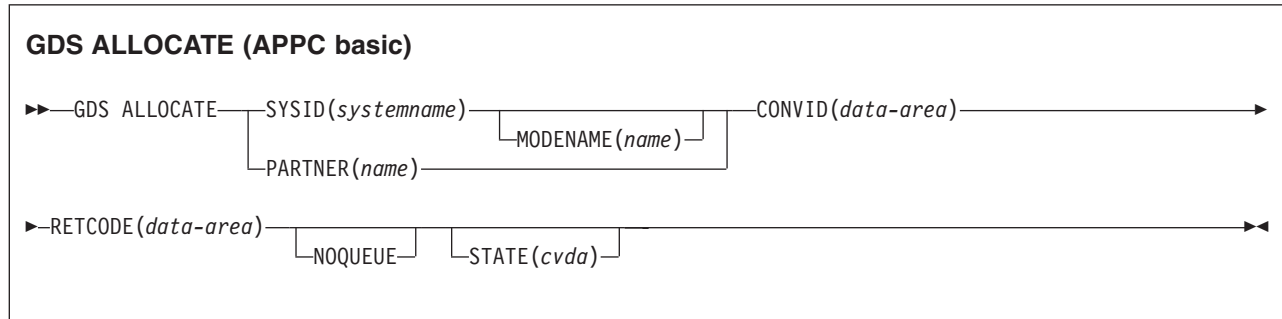 GDS ALLOCATE (APPC basic)
GDS ALLOCATE SYSID(systemname) CONVID(data-area)
MODENAME(name)
PARTNER(name)
RETCODE(data-area)
NOQUEUE STATE(cvda)